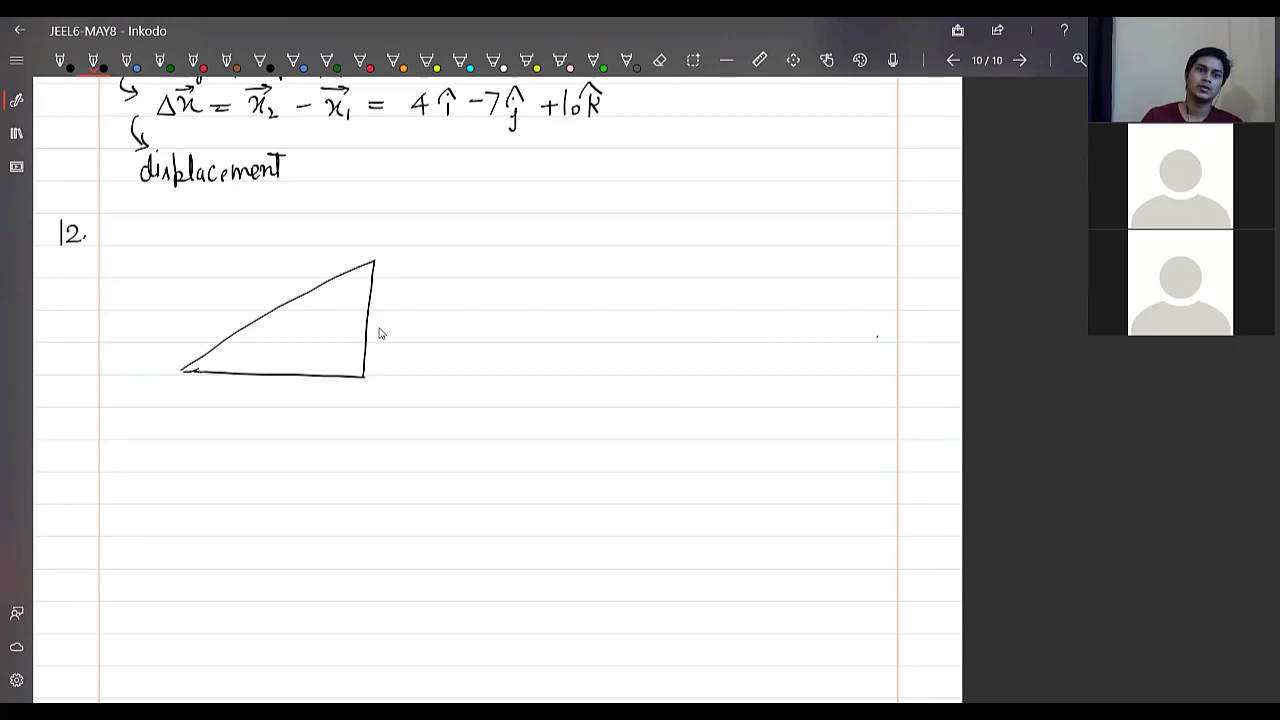 JEEL6-MAY8 - Inkodo
10/10
Δx⃗ = x⃗₂ - x⃗₁ = 4î - 7ĵ + 10k̂
displacement
12.